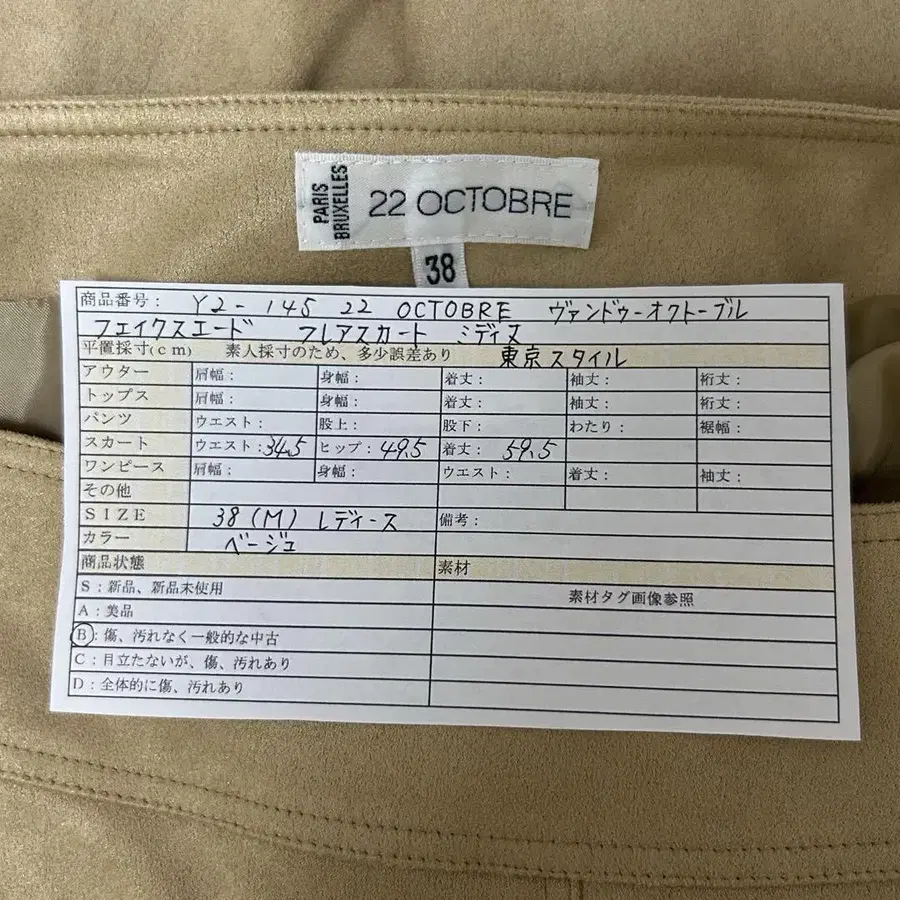 PARIS
BRUXELLES
22 OCTOBRE
38
商品番号： Y2-145 22 OCTOBRE ヴァンドゥーオクトーブル
フェイクスエード フレアスカート ミディ丈
平置採寸(cm) 素人採寸のため、多少誤差あり 東京スタイル
アウター 肩幅： 身幅： 着丈： 袖丈： 裄丈：
トップス 肩幅： 身幅： 着丈： 袖丈： 裄丈：
パンツ ウエスト： 股上： 股下： わたり： 裾幅：
スカート ウエスト：34.5 ヒップ：49.5 着丈：59.5
ワンピース 肩幅： 身幅： ウエスト： 着丈： 袖丈：
その他
SIZE 38(M) レディース 備考：
カラー ベージュ
商品状態 素材
S：新品、新品未使用 素材タグ画像参照
A：美品
B：傷、汚れなく一般的な中古
C：目立たないが、傷、汚れあり
D：全体的に傷、汚れあり